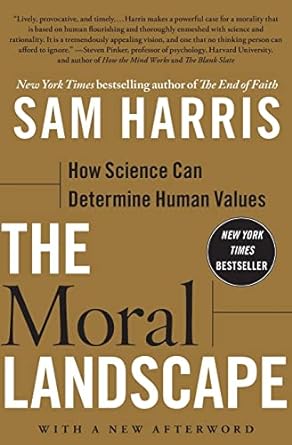 "Lively, provocative, and timely.... Harris makes a powerful case for a morality that is
based on human flourishing and thoroughly enmeshed with science and
rationality. It is a tremendously appealing vision, and one that no thinking person can
afford to ignore." —Steven Pinker, professor of psychology, Harvard University,
and author of How the Mind Works and The Blank Slate
New York Times bestselling author of The End of Faith
SAM HARRIS
How Science Can
Determine Human Values
THE
NEW YORK
TIMES
BESTSELLER
Moral
LANDSCAPE
WITH A NEW AFTERWORD